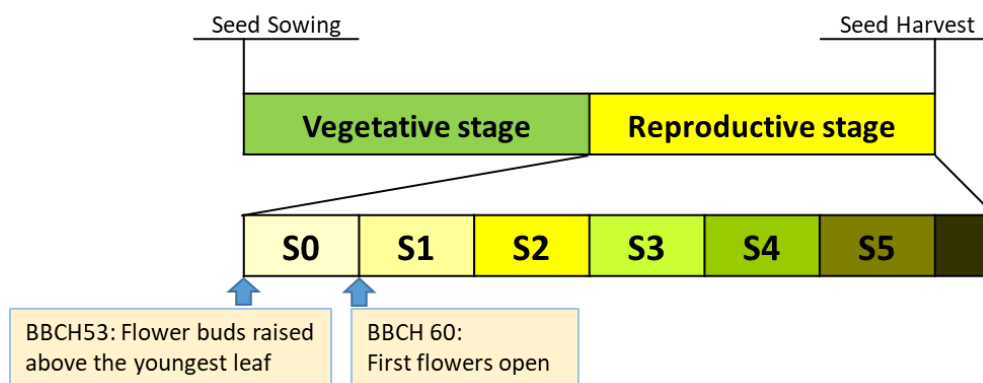 Seed Sowing
Seed Harvest
Vegetative stage
Reproductive stage
S0
S1
S2
S3
S4
S5
BBCH53: Flower buds raised
above the youngest leaf
BBCH 60:
First flowers open